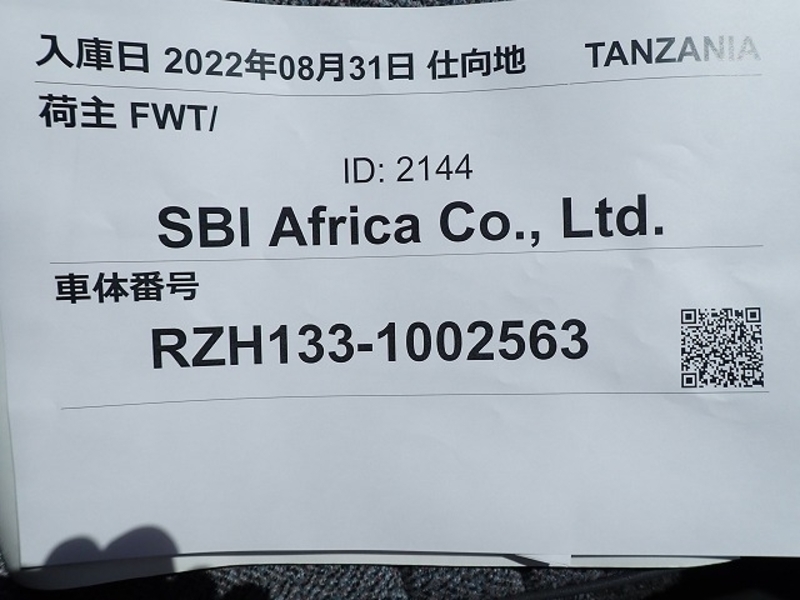 入庫日 2022年08月31日 仕向地 TANZANIA
荷主 FWT/
ID: 2144
SBI Africa Co., Ltd.
車体番号
RZH133-1002563